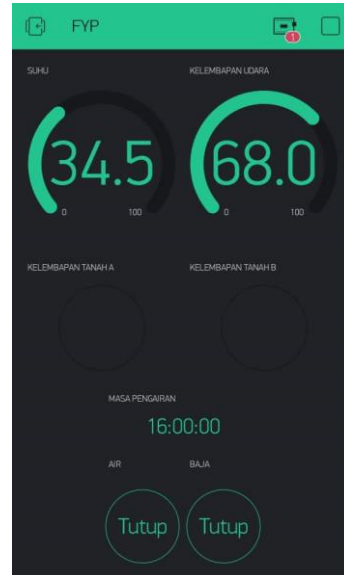 FYP
1
SUHU
KELEMBAPAN UDARA
34.5
68.0
0 100
0 100
KELEMBAPAN TANAH A
KELEMBAPAN TANAH B
MASA PENGAIRAN
16:00:00
AIR
BAJA
Tutup
Tutup